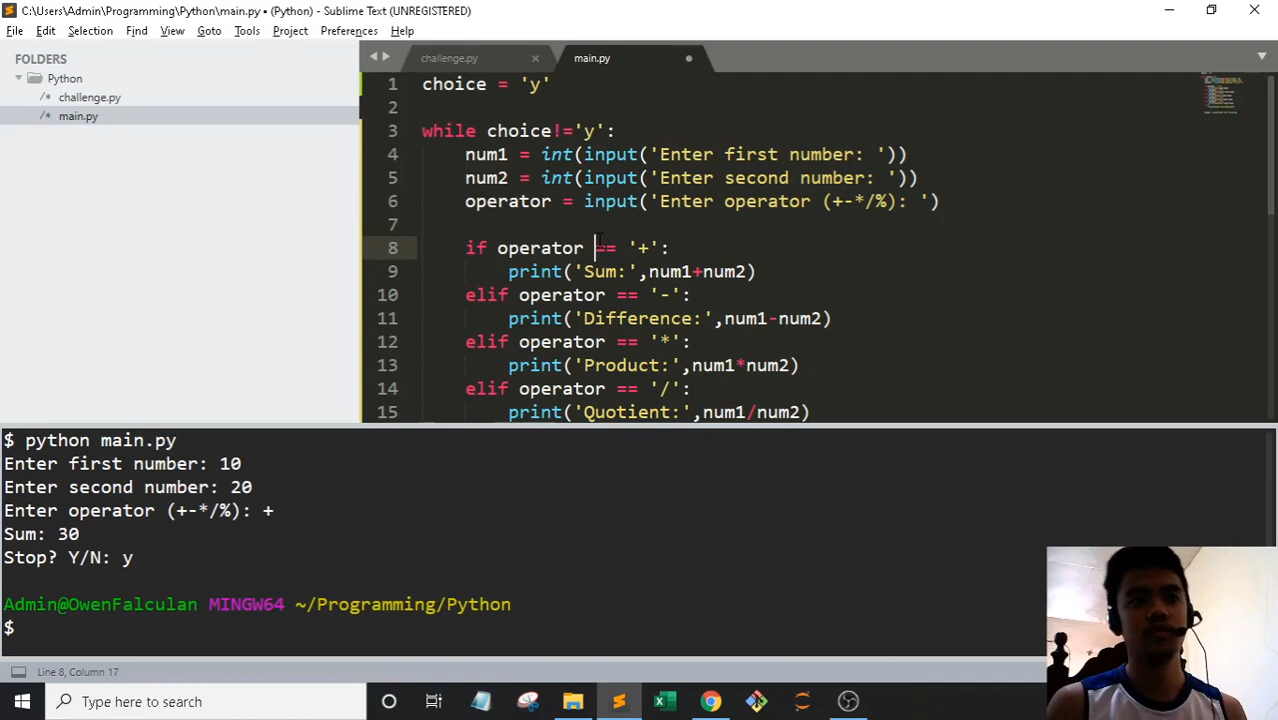 C:\Users\Admin\Programming\Python\main.py • (Python) - Sublime Text (UNREGISTERED)
File Edit Selection Find View Goto Tools Project Preferences Help
FOLDERS
Python
/* challenge.py
/* main.py
challenge.py × main.py
1 choice = 'y'
2
3 while choice!='y':
4 num1 = int(input('Enter first number: '))
5 num2 = int(input('Enter second number: '))
6 operator = input('Enter operator (+-*/%): ')
7
8 if operator == '+':
9 print('Sum:',num1+num2)
10 elif operator == '-':
11 print('Difference:',num1-num2)
12 elif operator == '*':
13 print('Product:',num1*num2)
14 elif operator == '/':
15 print('Quotient:',num1/num2)
$ python main.py
Enter first number: 10
Enter second number: 20
Enter operator (+-*/%): +
Sum: 30
Stop? Y/N: y
Admin@OwenFalculan MINGW64 ~/Programming/Python
$
Line 8, Column 17
Type here to search